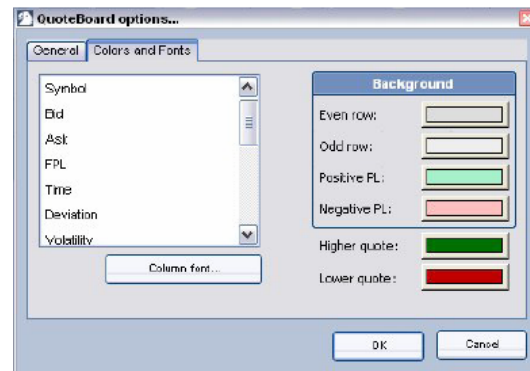 QuoteBoard options...
General
Colors and Fonts
Symbol
Bid
Ask
FPL
Time
Deviation
Volatility
Column font...
Background
Even row:
Odd row:
Positive PL:
Negative PL:
Higher quote:
Lower quote:
OK
Cancel